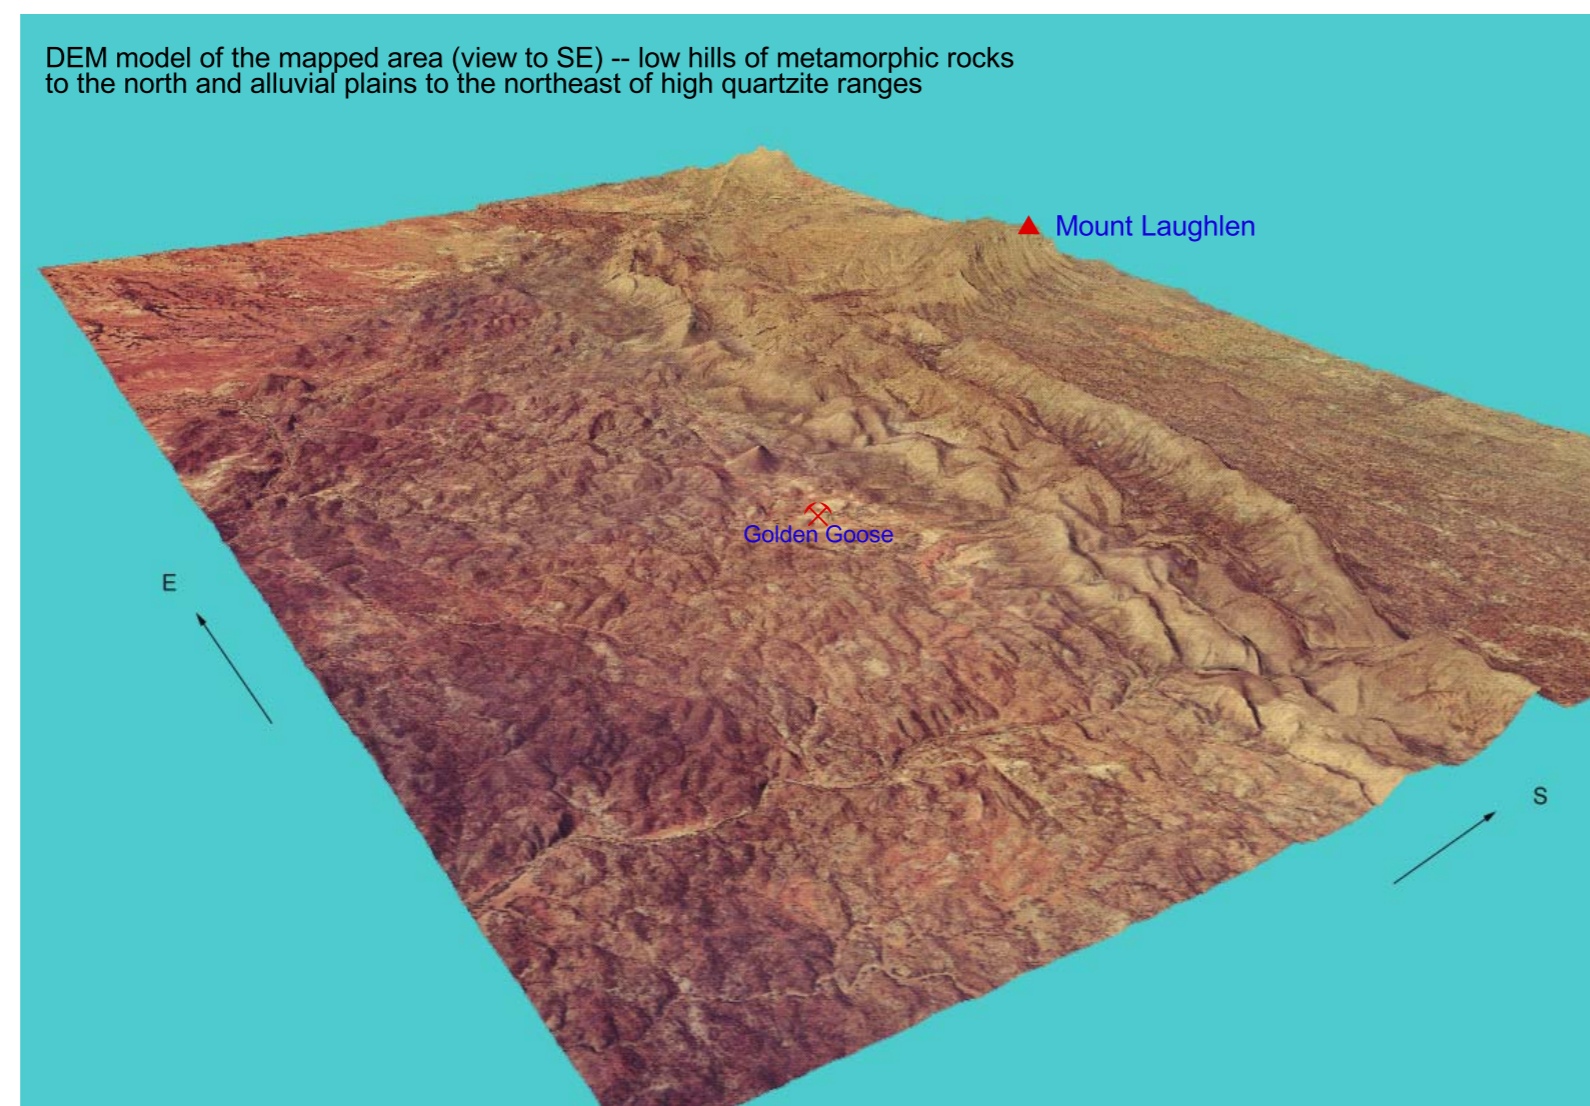 DEM model of the mapped area (view to SE) -- low hills of metamorphic rocks
to the north and alluvial plains to the northeast of high quartzite ranges
Mount Laughlen
Golden Goose
E
S